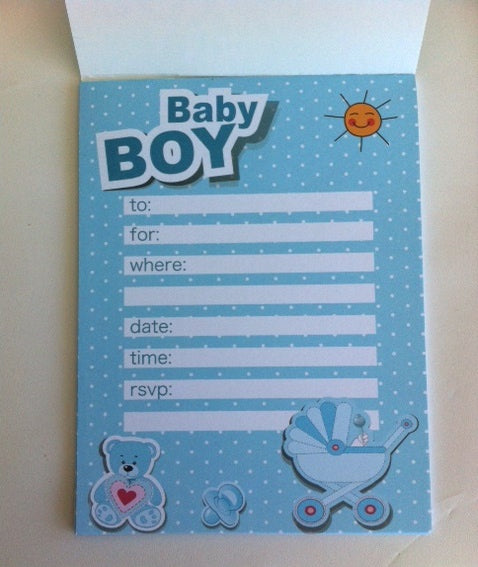 Baby
BOY
to:
for:
where:
date:
time:
rsvp: